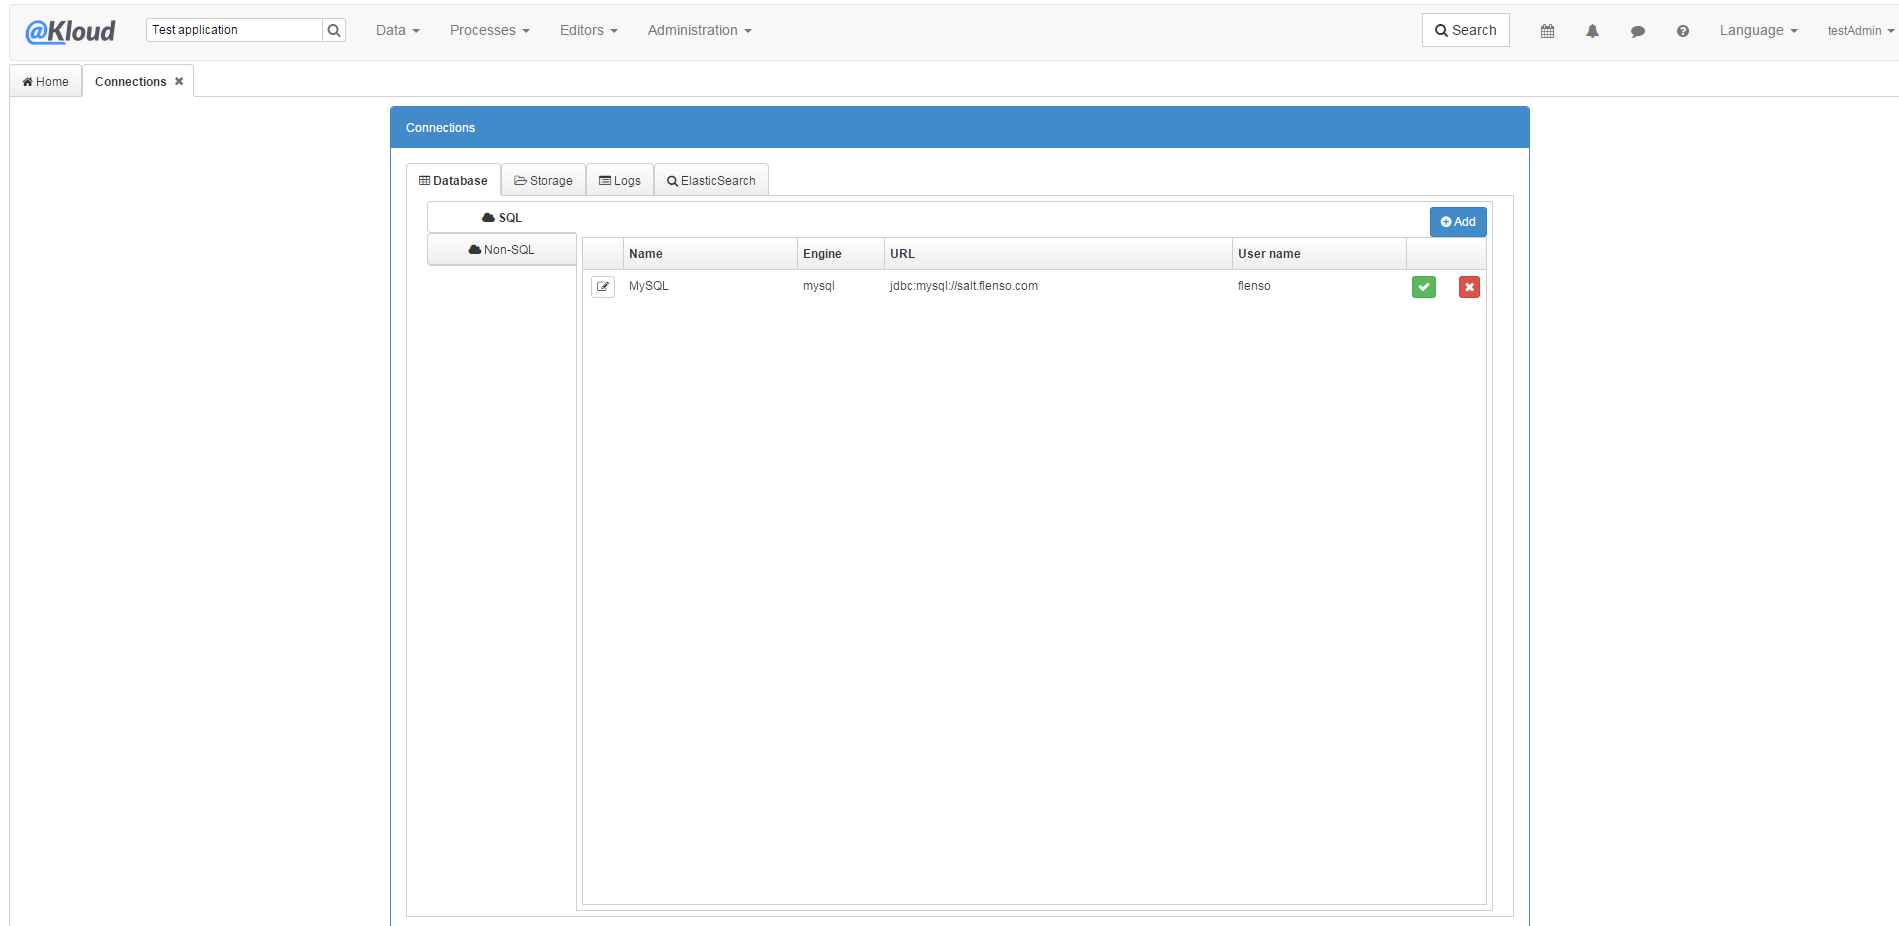 @Kloud Test application Data Processes Editors Administration Search Language testAdmin
Home Connections
Connections
Database Storage Logs ElasticSearch
SQL Add
Non-SQL
Name Engine URL User name
MySQL mysql jdbc:mysql://salt.flenso.com flenso